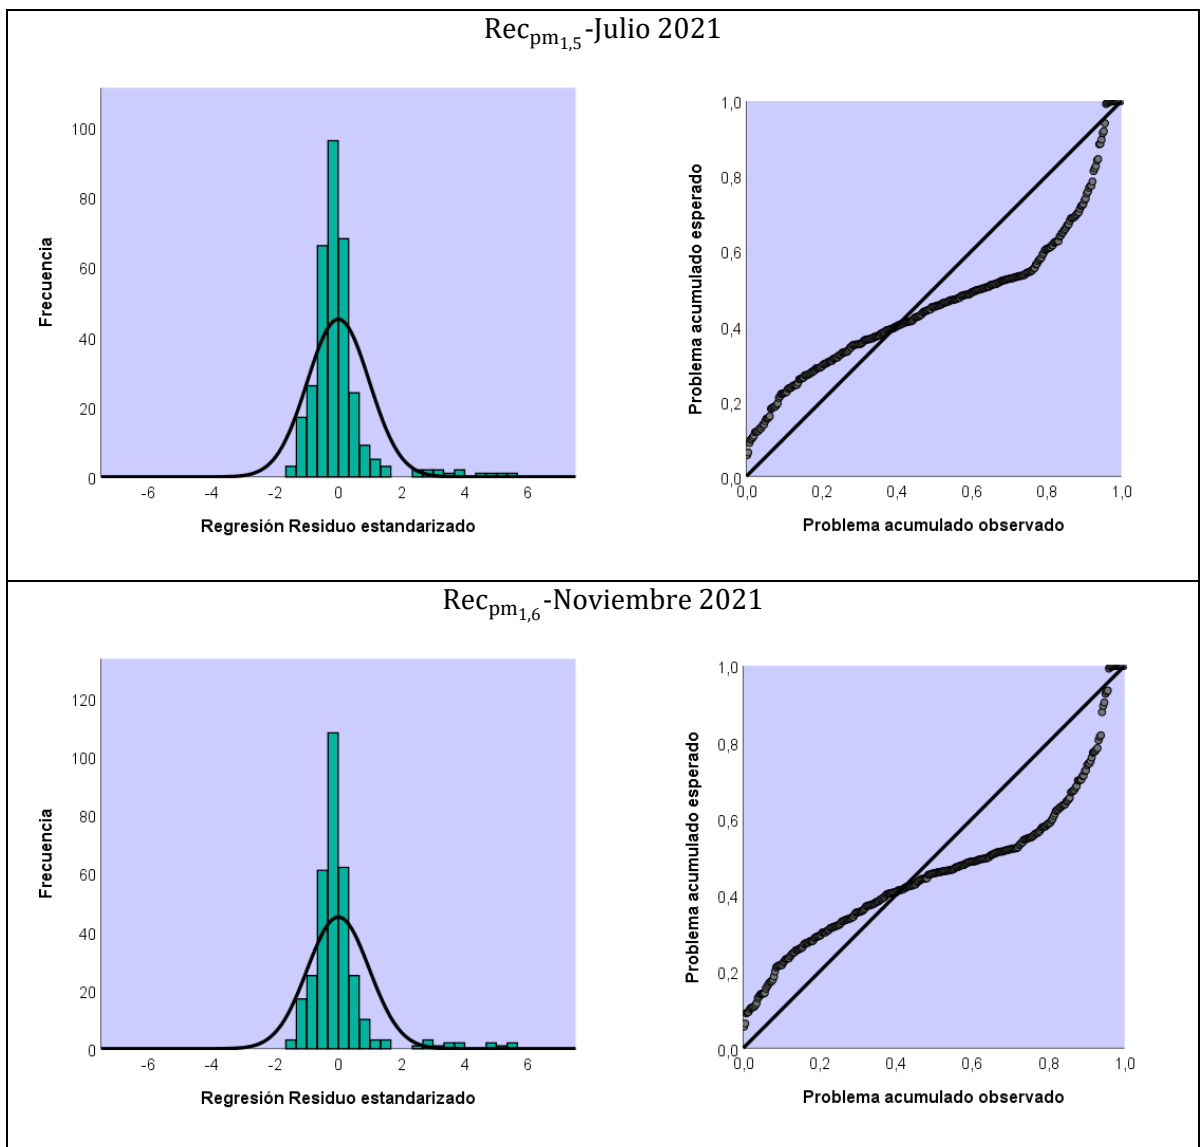 Rec_pm_1,5-Julio 2021
100
80
60
40
20
0
Frecuencia
-6 -4 -2 0 2 4 6
Regresión Residuo estandarizado
1,0
0,8
0,6
0,4
0,2
0,0
Problema acumulado esperado
0,0 0,2 0,4 0,6 0,8 1,0
Problema acumulado observado
Rec_pm_1,6-Noviembre 2021
120
100
80
60
40
20
0
Frecuencia
-6 -4 -2 0 2 4 6
Regresión Residuo estandarizado
1,0
0,8
0,6
0,4
0,2
0,0
Problema acumulado esperado
0,0 0,2 0,4 0,6 0,8 1,0
Problema acumulado observado